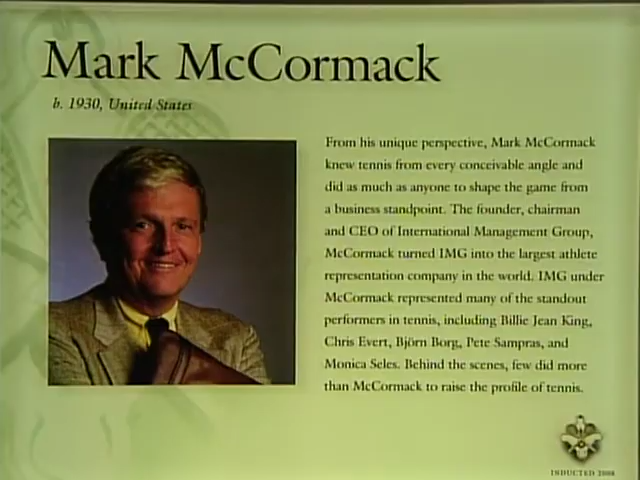 Mark McCormack
b. 1930, United States
From his unique perspective, Mark McCormack
knew tennis from every conceivable angle and
did as much as anyone to shape the game from
a business standpoint. The founder, chairman
and CEO of International Management Group,
McCormack turned IMG into the largest athlete
representation company in the world. IMG under
McCormack represented many of the standout
performers in tennis, including Billie Jean King,
Chris Evert, Björn Borg, Pete Sampras, and
Monica Seles. Behind the scenes, few did more
than McCormack to raise the profile of tennis.
INDUCTED 2008